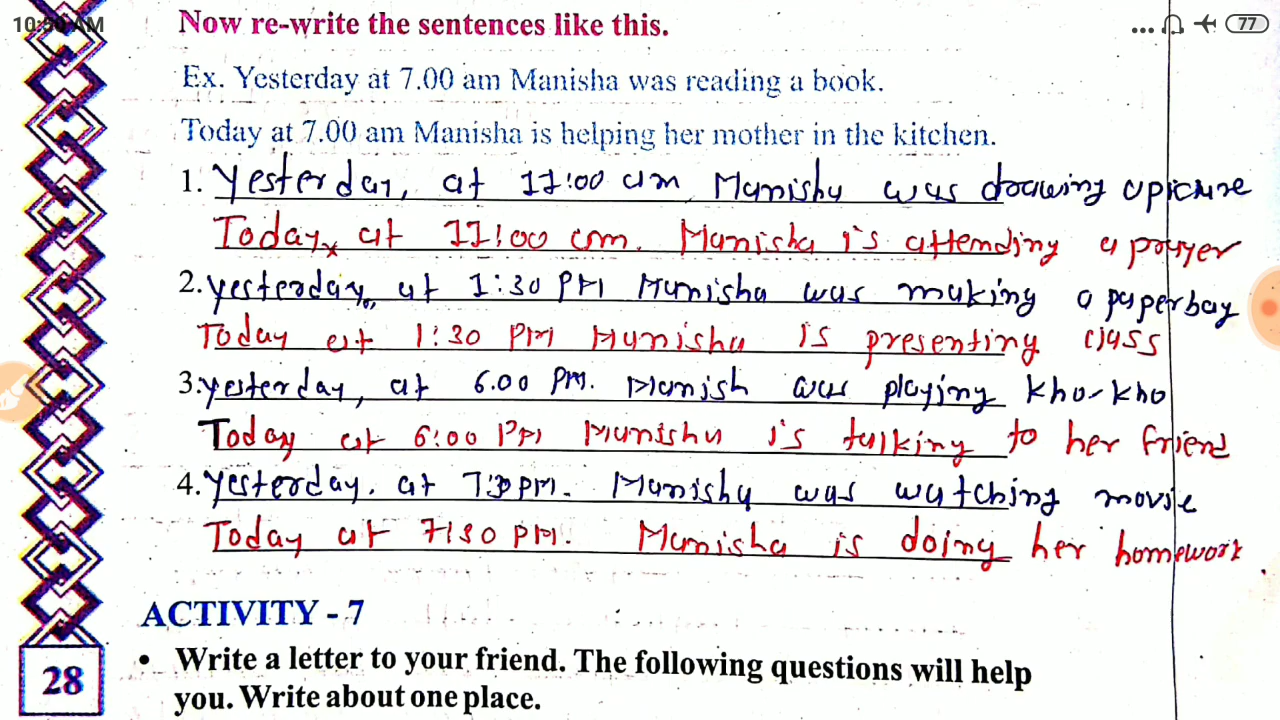 10:50 AM
... 77
Now re-write the sentences like this.
Ex. Yesterday at 7.00 am Manisha was reading a book.
Today at 7.00 am Manisha is helping her mother in the kitchen.
1. Yesterday, at 11:00 am Manisha was drawing a picture
Today, at 11:00 am. Manisha is attending a prayer
2. yesterday, at 1:30 PM Manisha was making a paperbag
Today at 1:30 PM Manisha is presenting class
3. yesterday, at 6.00 PM. Manish was playing kho-kho
Today at 6:00 PM Manisha is talking to her friend
4. yesterday. at 7:30 PM. Manisha was watching movie
Today at 7:30 PM. Manisha is doing her homework.
ACTIVITY - 7
• Write a letter to your friend. The following questions will help
you. Write about one place.
28